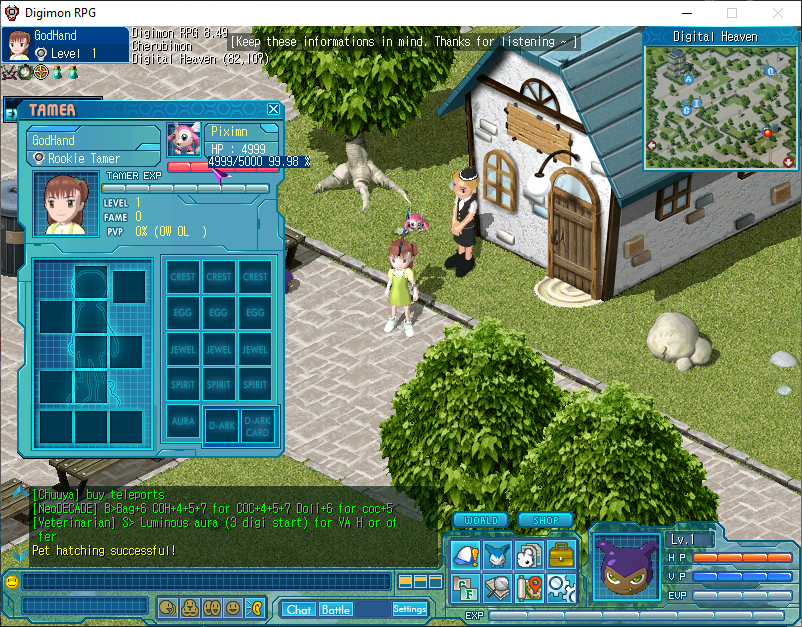 Digimon RPG
GodHand
Level 1
Digimon RPG 8.49
Cherubimon
Digital Heaven (82,107)
[Keep these informations in mind. Thanks for listening ~ ]
Digital Heaven
A
I
TAMER
GodHand
Rookie Tamer
Piximn
HP : 4999
4999/5000 99.98 %
TAMER EXP
LEVEL 1
FAME 0
PVP 0% (0W 0L )
CREST CREST CREST
EGG EGG EGG
JEWEL JEWEL JEWEL
SPIRIT SPIRIT SPIRIT
AURA D-ARK D-ARK CARD
[Chuuya] buy teleports
[NeoDECADE] B>Bag+6 COH+4+5+7 for COC+4+5+7 Doli+6 for coc+5
[Veterinarian] S> Luminous aura (3 digi start) for VA H or of
fer
Pet hatching successful!
WORLD SHOP
F F
Lv.1
HP
VP
EVP
Chat Battle Settings
EXP